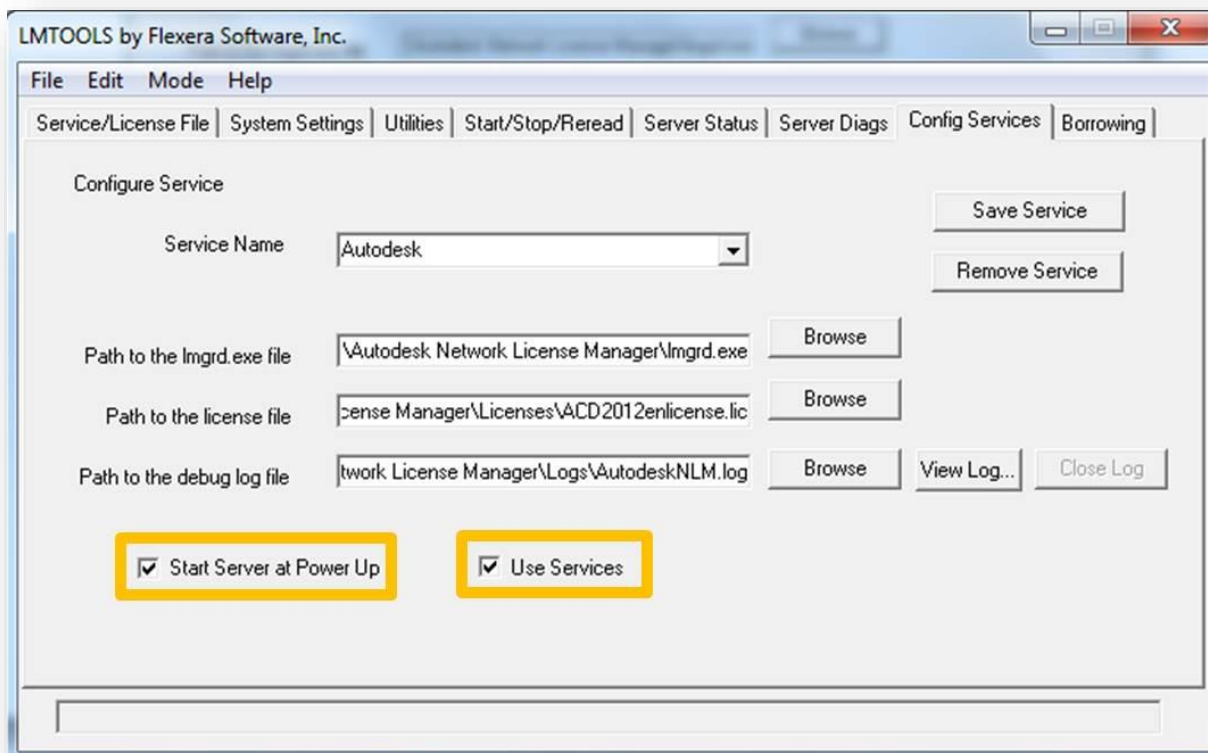 LMTOOLS by Flexera Software, Inc.
File Edit Mode Help
Service/License File System Settings Utilities Start/Stop/Reread Server Status Server Diags Config Services Borrowing
Configure Service
Save Service
Service Name Autodesk
Remove Service
Path to the lmgrd.exe file \Autodesk Network License Manager\lmgrd.exe Browse
Path to the license file cense Manager\Licenses\ACD2012enlicense.lic Browse
Path to the debug log file twork License Manager\Logs\AutodeskNLM.log Browse View Log... Close Log
Start Server at Power Up Use Services